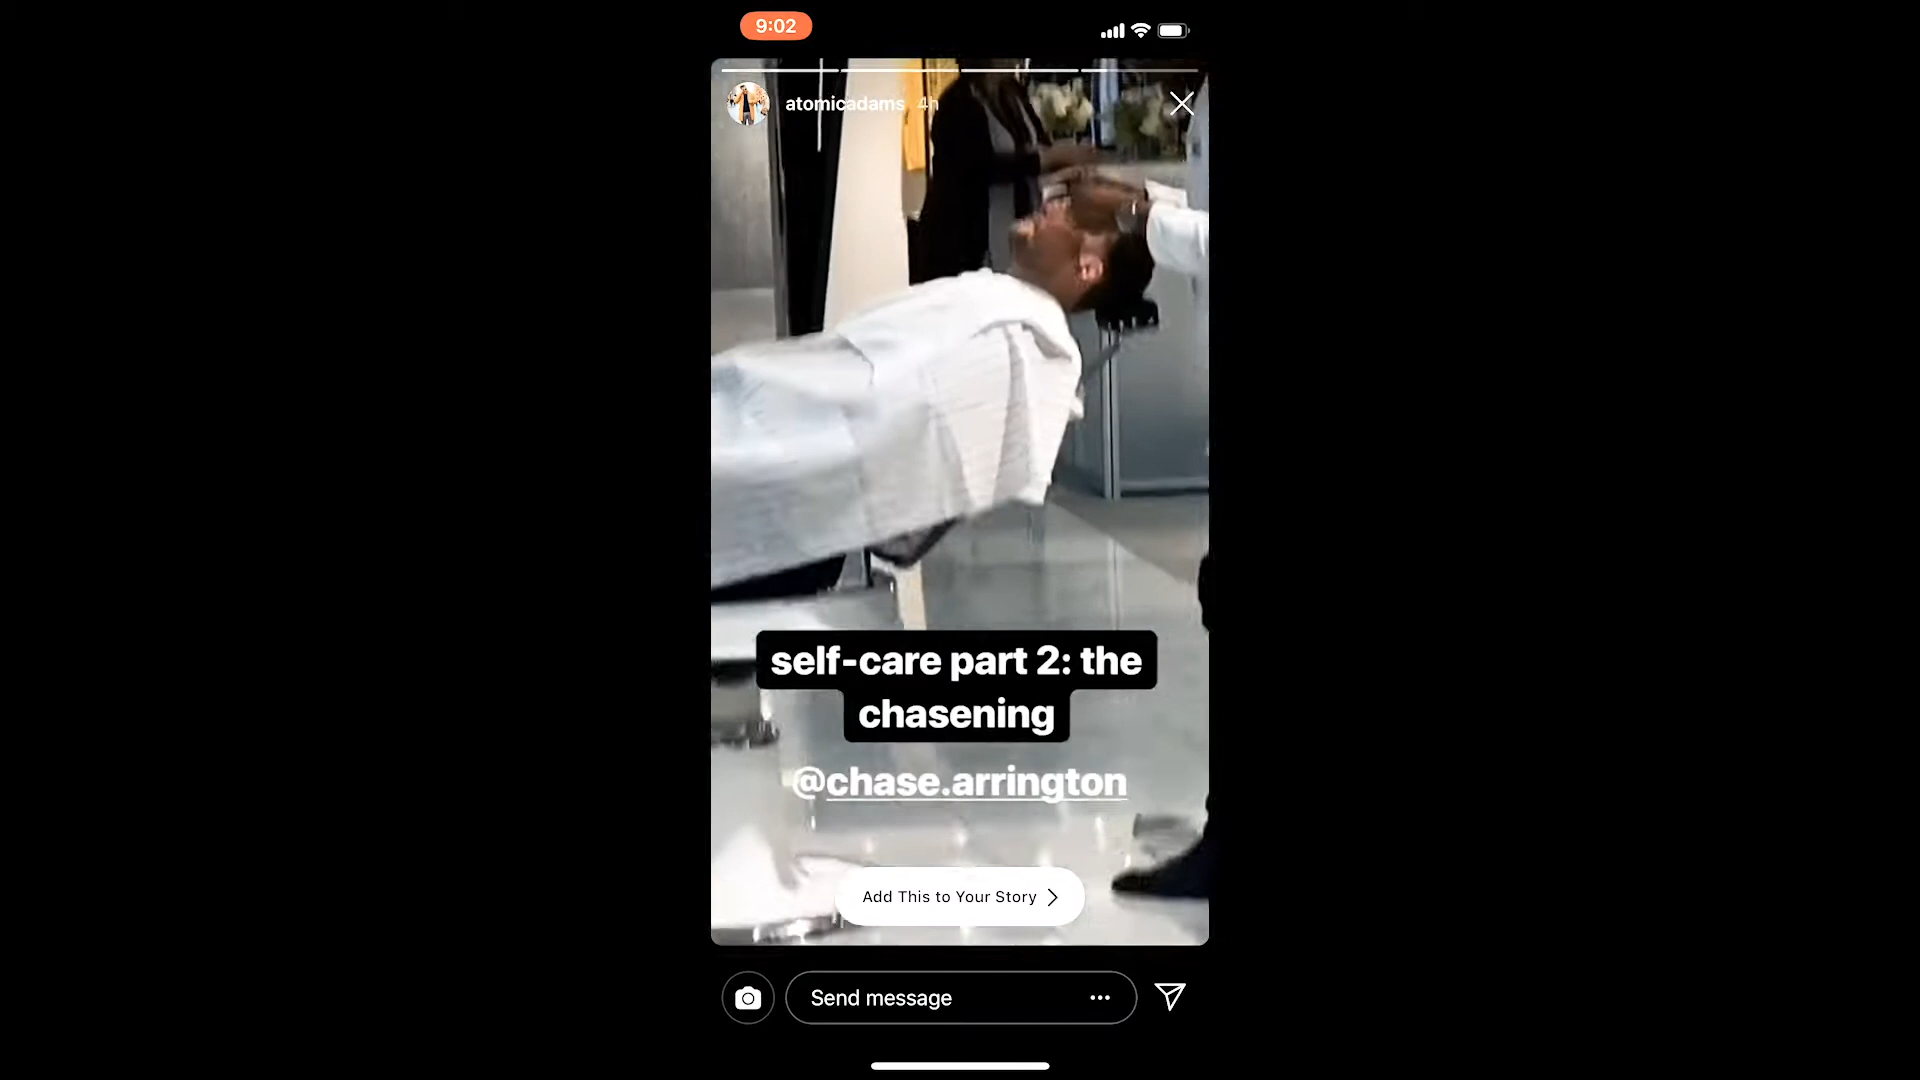 9:02
atomicadams 4h
self-care part 2: the
chasening
@chase.arrington
Add This to Your Story
Send message